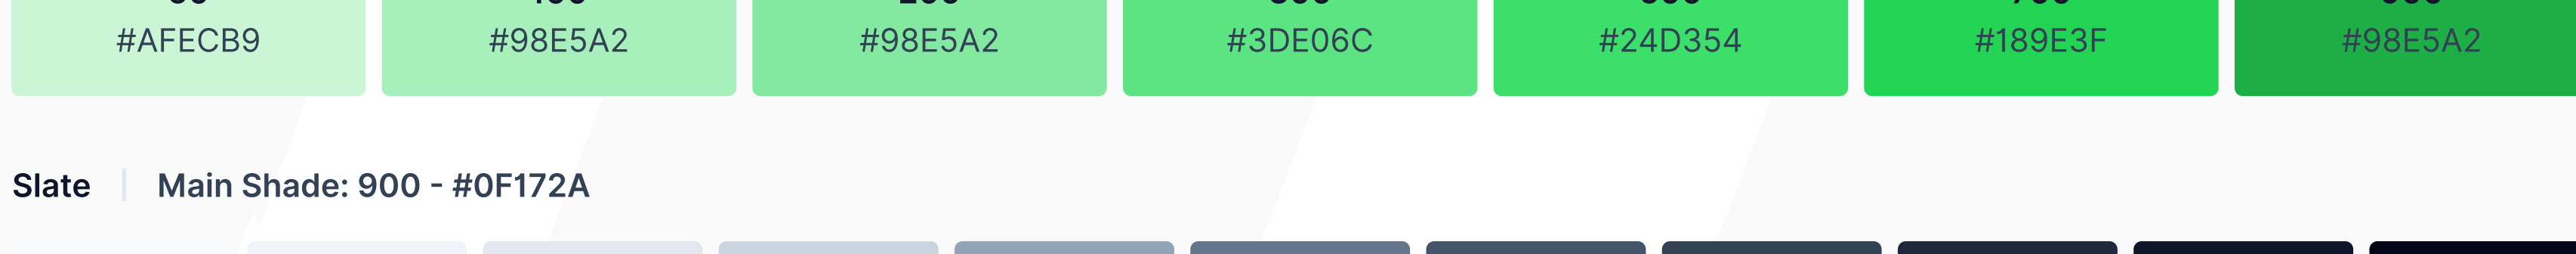 #AFECB9 #98E5A2 #98E5A2 #3DE06C #24D354 #189E3F #98E5A2
Slate Main Shade: 900 - #0F172A